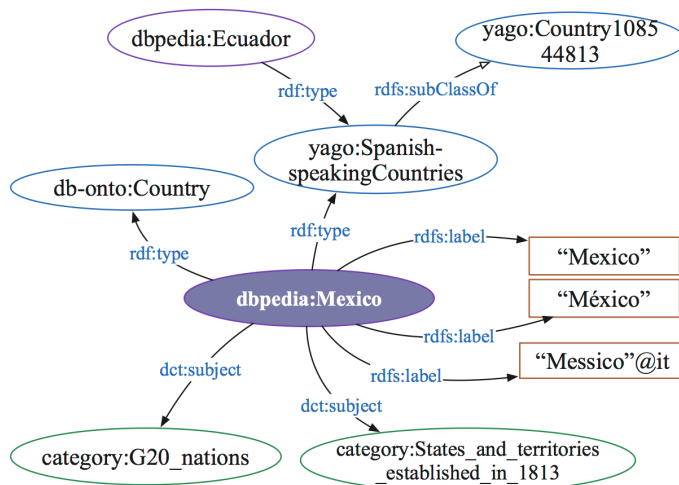 dbpedia:Ecuador
yago:Country1085
44813
rdf:type
rdfs:subClassOf
yago:Spanish-
speakingCountries
db-onto:Country
rdf:type
rdf:type
rdfs:label
“Mexico”
dbpedia:Mexico
“México”
rdfs:label
dct:subject
rdfs:label
“Messico”@it
dct:subject
category:G20_nations
category:States_and_territories
_established_in_1813